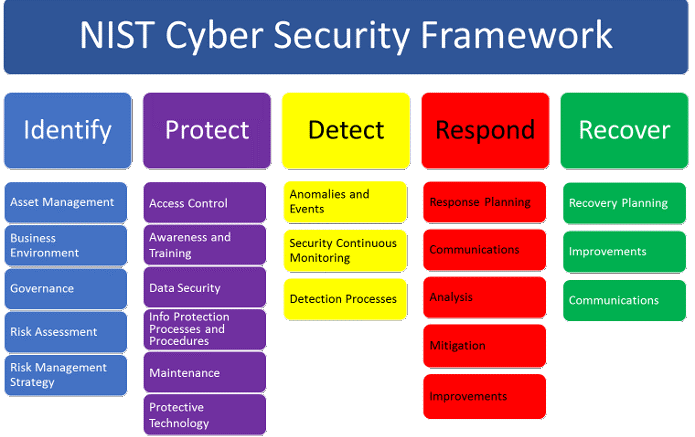 NIST Cyber Security Framework
Identify
Protect
Detect
Respond
Recover
Asset Management
Business
Environment
Governance
Risk Assessment
Risk Management
Strategy
Access Control
Awareness and
Training
Data Security
Info Protection
Processes and
Procedures
Maintenance
Protective
Technology
Anomalies and
Events
Security Continuous
Monitoring
Detection Processes
Response Planning
Communications
Analysis
Mitigation
Improvements
Recovery Planning
Improvements
Communications